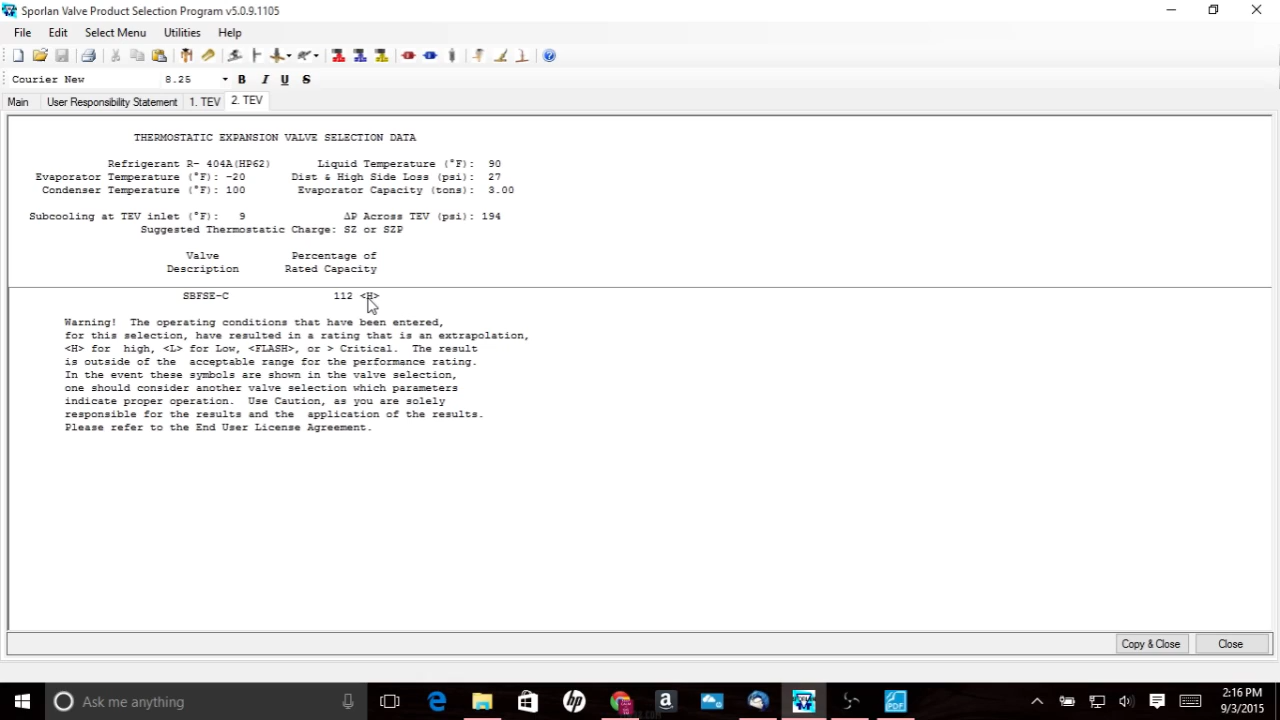 Sporlan Valve Product Selection Program v5.0.9.1105
File Edit Select Menu Utilities Help
Courier New 8.25 B I U S
Main User Responsibility Statement 1. TEV 2. TEV
THERMOSTATIC EXPANSION VALVE SELECTION DATA
Refrigerant R- 404A(HP62) Liquid Temperature (°F): 90
Evaporator Temperature (°F): -20 Dist & High Side Loss (psi): 27
Condenser Temperature (°F): 100 Evaporator Capacity (tons): 3.00
Subcooling at TEV inlet (°F): 9 ΔP Across TEV (psi): 194
Suggested Thermostatic Charge: SZ or SZP
Valve Percentage of
Description Rated Capacity
SBFSE-C 112 <H>
Warning! The operating conditions that have been entered,
for this selection, have resulted in a rating that is an extrapolation,
<H> for high, <L> for Low, <FLASH>, or > Critical. The result
is outside of the acceptable range for the performance rating.
In the event these symbols are shown in the valve selection,
one should consider another valve selection which parameters
indicate proper operation. Use Caution, as you are solely
responsible for the results and the application of the results.
Please refer to the End User License Agreement.
Copy & Close Close
Ask me anything
2:16 PM
9/3/2015